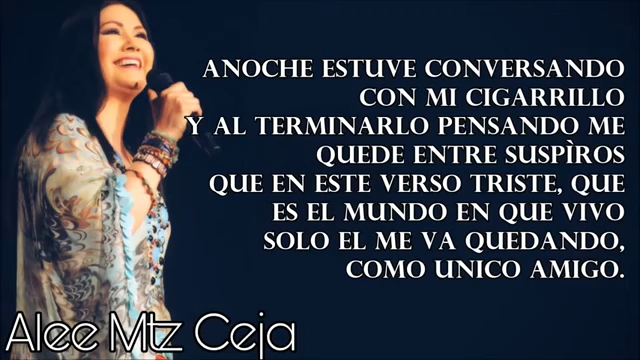 ANOCHE ESTUVE CONVERSANDO
CON MI CIGARRILLO
Y AL TERMINARLO PENSANDO ME
QUEDE ENTRE SUSPÌROS
QUE EN ESTE VERSO TRISTE, QUE
ES EL MUNDO EN QUE VIVO
SOLO EL ME VA QUEDANDO,
COMO UNICO AMIGO.
Alee Mtz Ceja